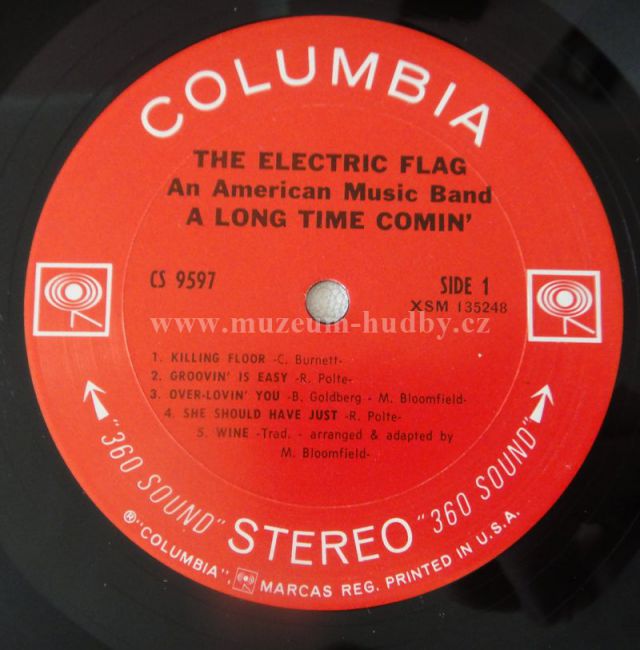 COLUMBIA
THE ELECTRIC FLAG
An American Music Band
A LONG TIME COMIN'
CS 9597
SIDE 1
XSM 135248
www.muzeum-hudby.cz
1. KILLING FLOOR -C. Burnett-
2. GROOVIN' IS EASY -R. Polte-
3. OVER-LOVIN' YOU -B. Goldberg - M. Bloomfield-
4. SHE SHOULD HAVE JUST -R. Polte-
5. WINE -Trad. - arranged & adapted by
M. Bloomfield-
"360 SOUND" STEREO "360 SOUND"
® "COLUMBIA", MARCAS REG. PRINTED IN U.S.A.